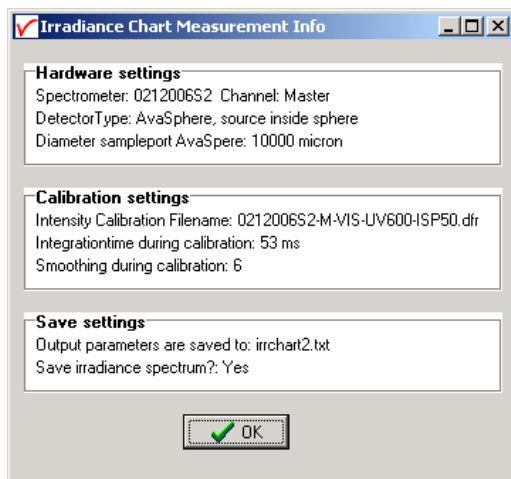 Irradiance Chart Measurement Info
Hardware settings
Spectrometer: 0212006S2 Channel: Master
DetectorType: AvaSphere, source inside sphere
Diameter sampleport AvaSpere: 10000 micron
Calibration settings
Intensity Calibration Filename: 0212006S2-M-VIS-UV600-ISP50.dfr
Integrationtime during calibration: 53 ms
Smoothing during calibration: 6
Save settings
Output parameters are saved to: irrchart2.txt
Save irradiance spectrum?: Yes
OK